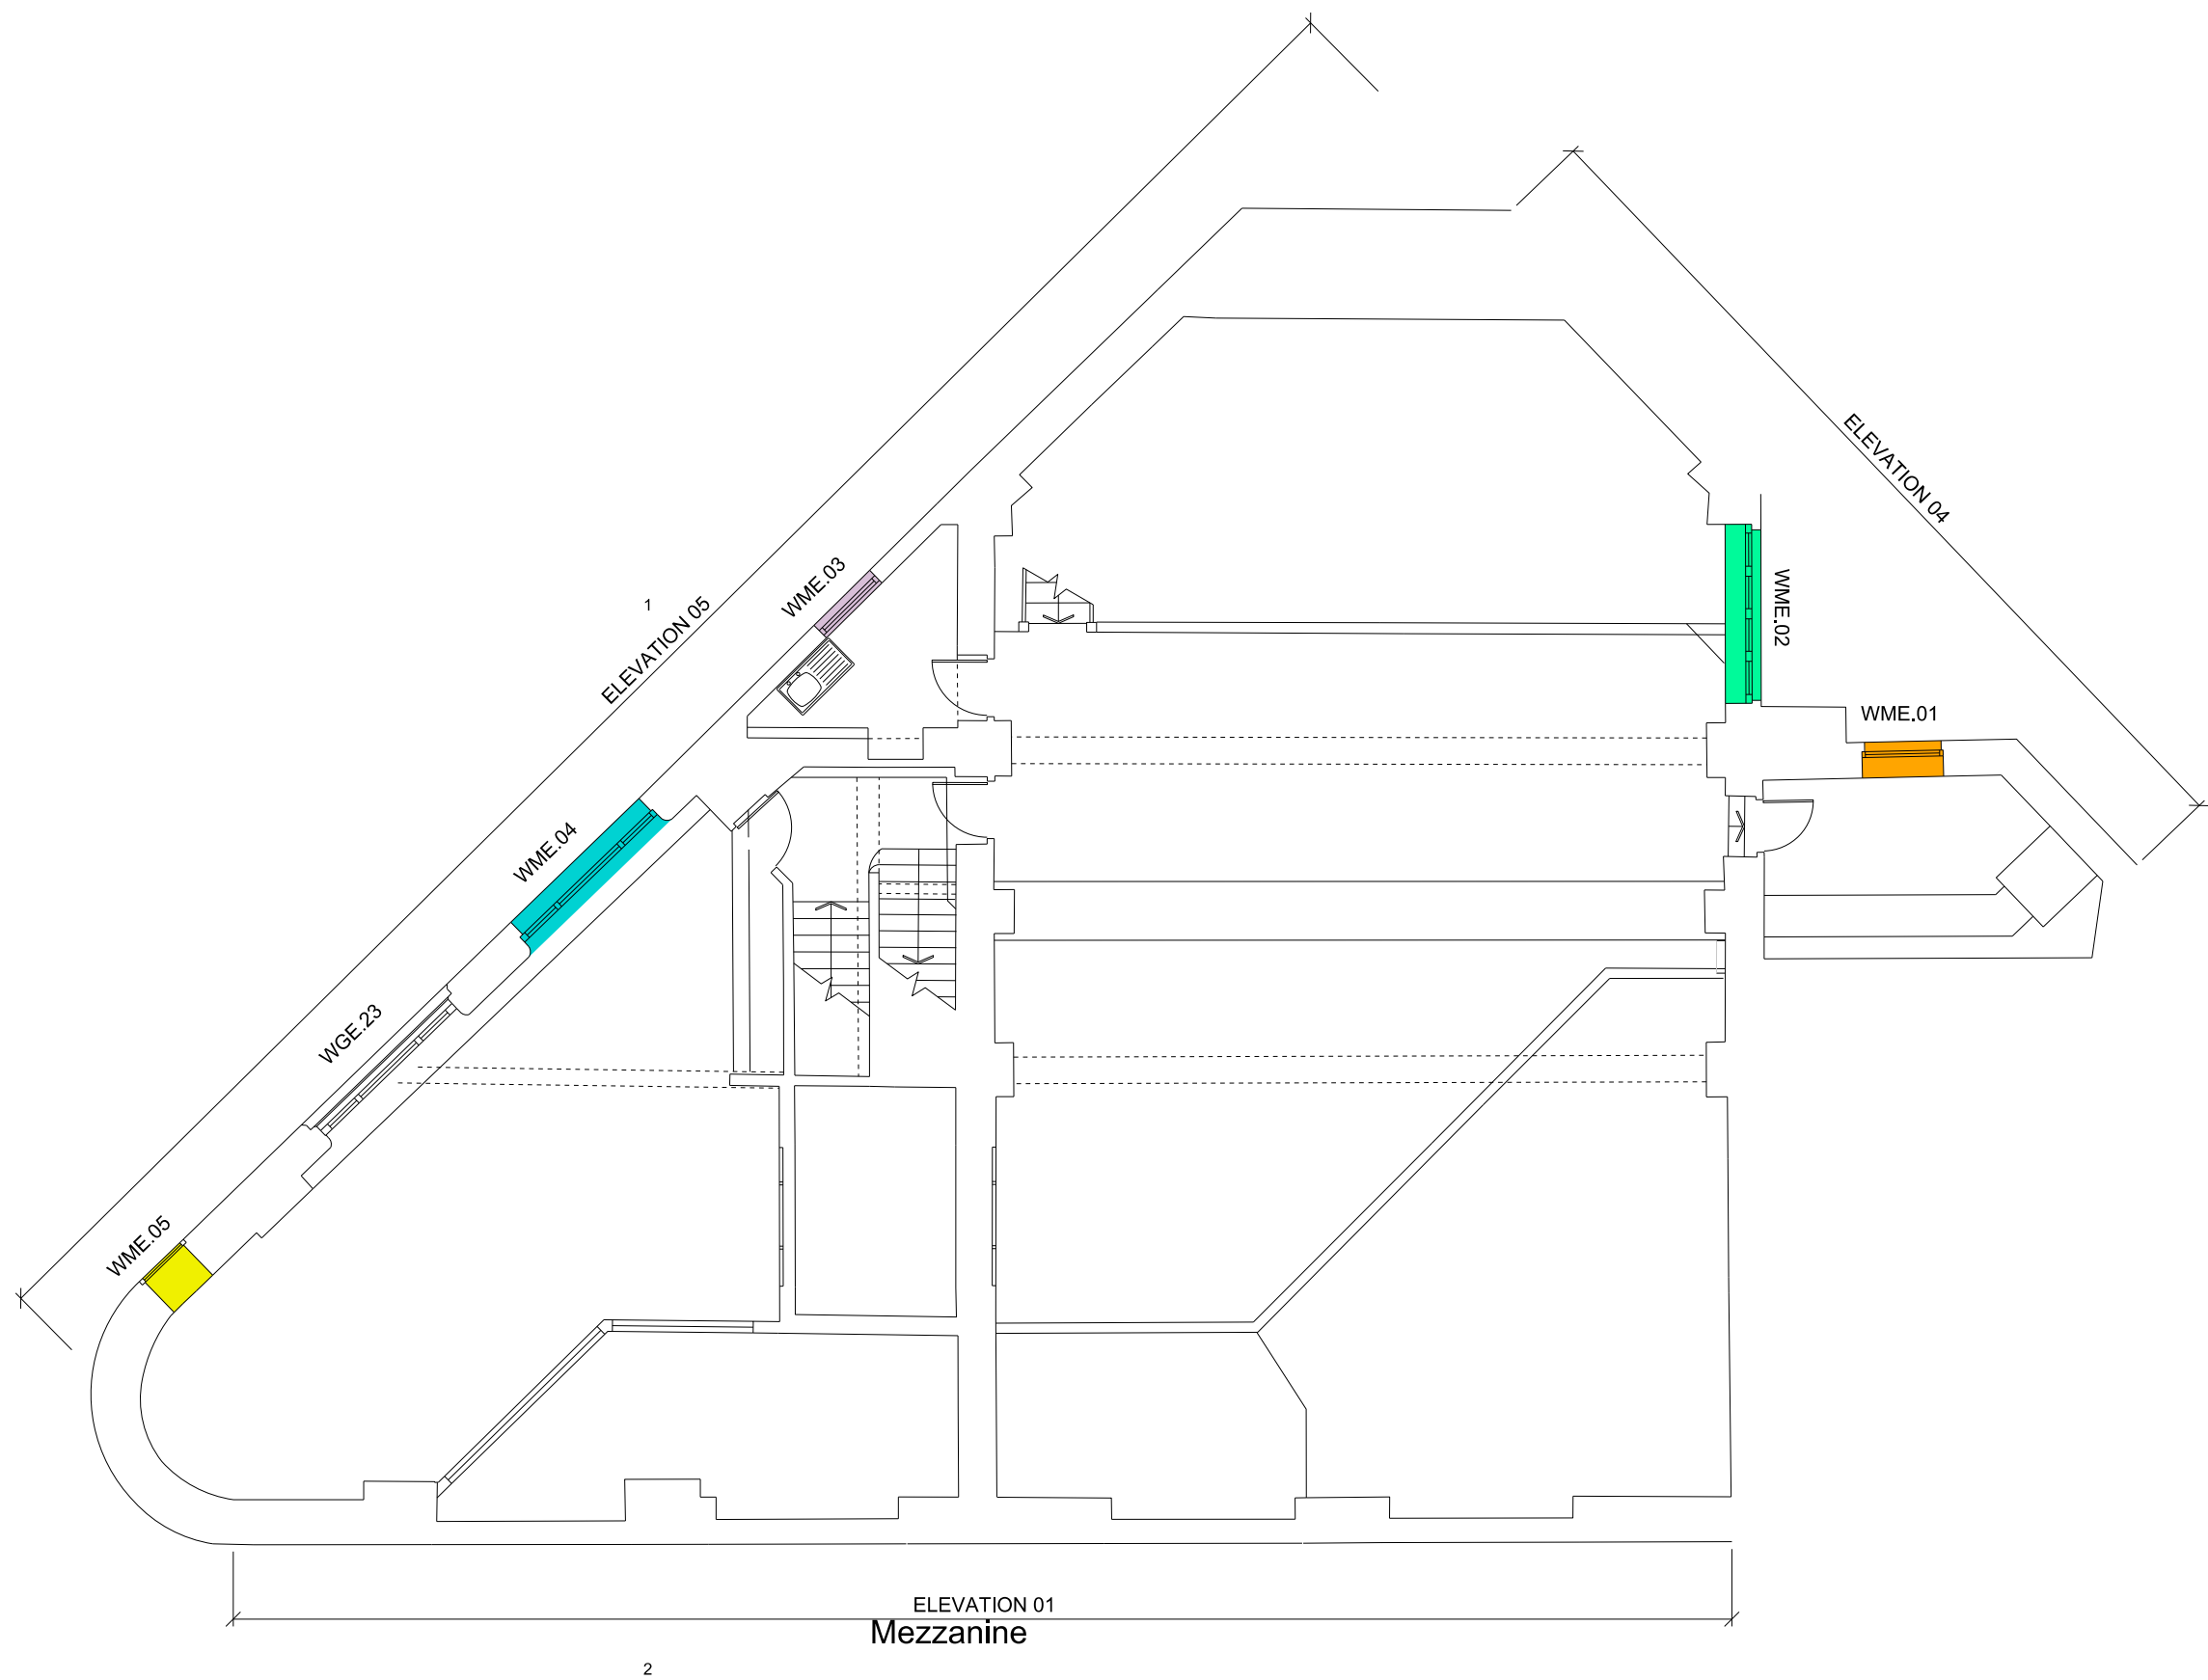 ELEVATION 04
WME.03
1
ELEVATION 05
WME.02
WME.01
WME.04
WGE.23
WME.05
ELEVATION 01
Mezzanine
2